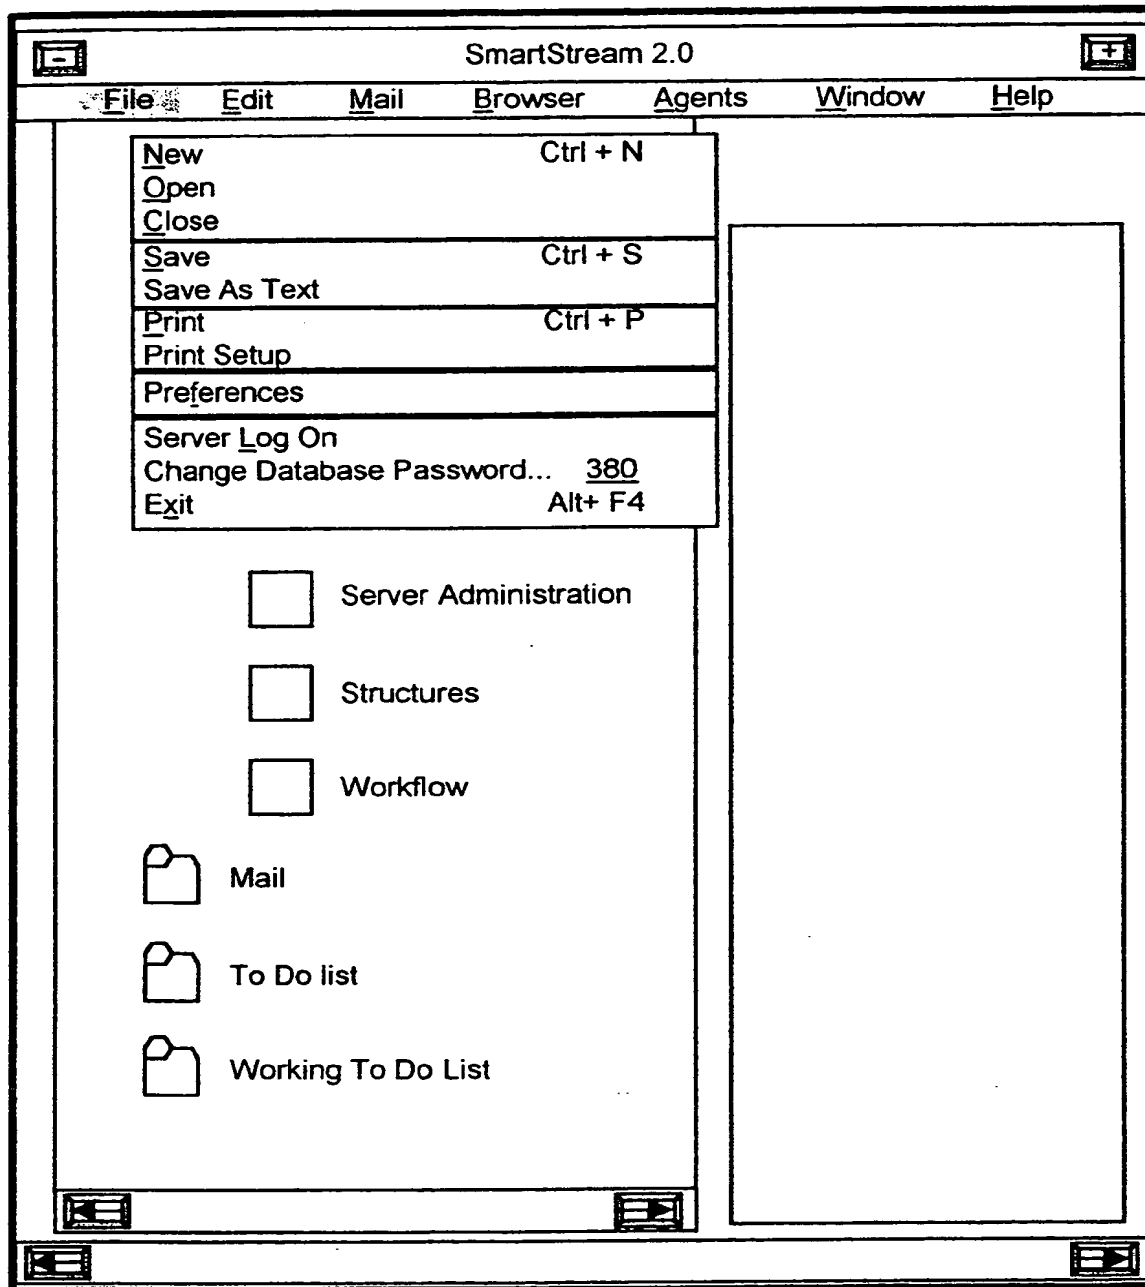 - SmartStream 2.0 +
File Edit Mail Browser Agents Window Help
New Ctrl + N
Open
Close
Save Ctrl + S
Save As Text
Print Ctrl + P
Print Setup
Preferences
Server Log On
Change Database Password... 380
Exit Alt+ F4
Server Administration
Structures
Workflow
Mail
To Do list
Working To Do List